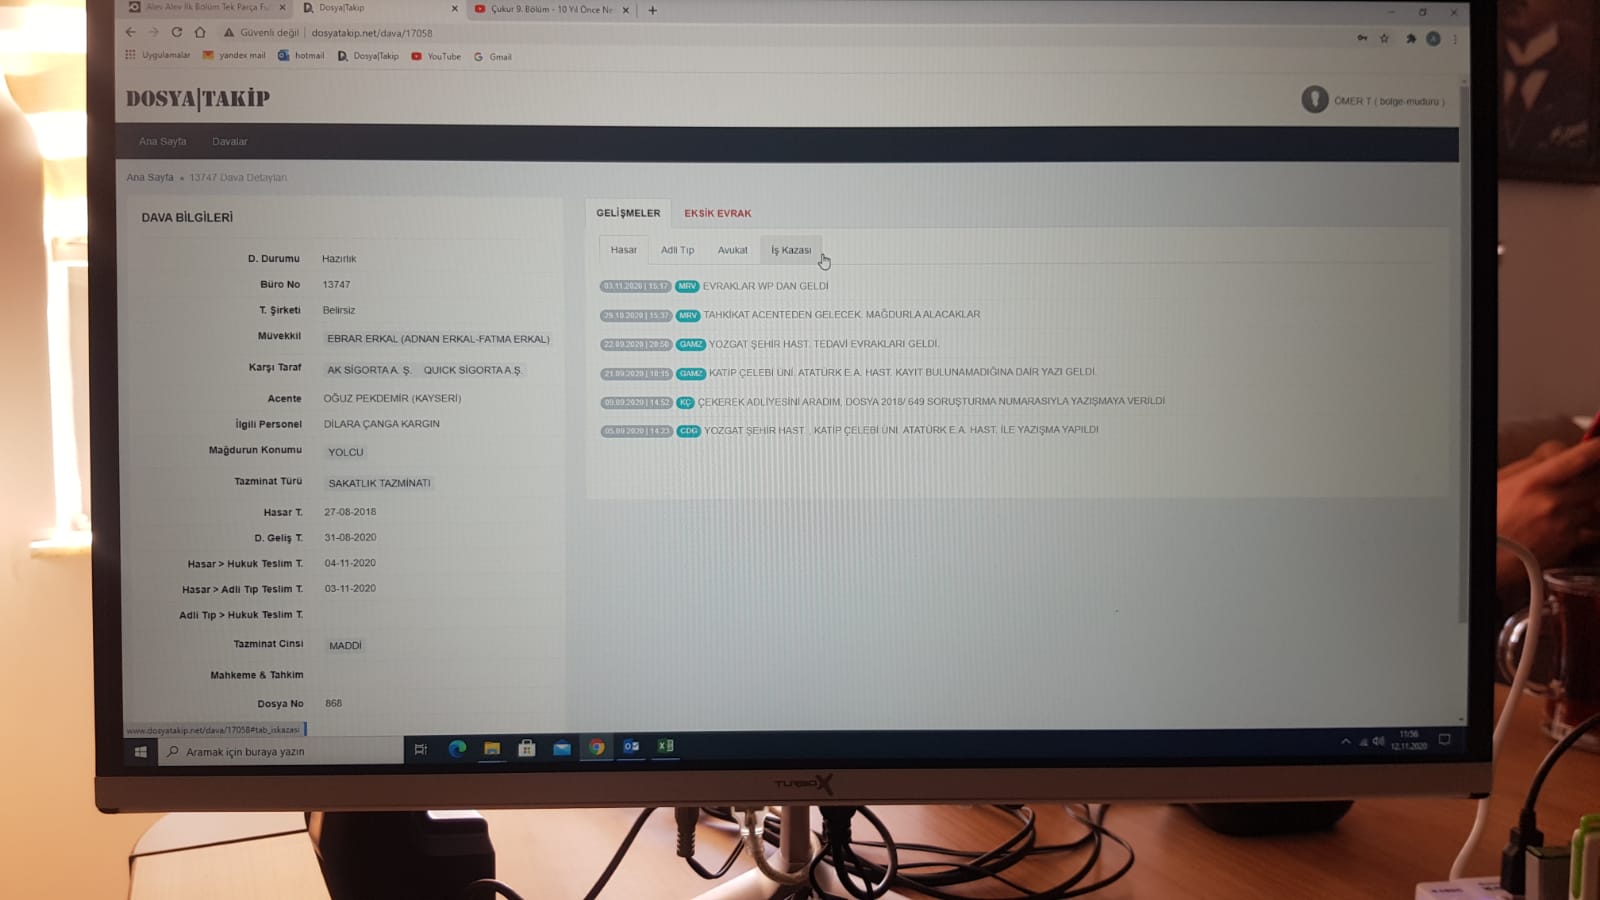 Alev Alev İlk Bölüm Tek Parça Fu
Dosya|Takip
Çukur 9. Bölüm - 10 Yıl Önce Ne
Güvenli değil
dosyatakip.net/dava/17058
Uygulamalar
yandex mail
hotmail
Dosya|Takip
YouTube
Gmail
DOSYA|TAKİP
ÖMER T ( bolge-muduru )
Ana Sayfa
Davalar
Ana Sayfa
13747 Dava Detayları
DAVA BİLGİLERİ
D. Durumu Hazırlık
Büro No 13747
T. Şirketi Belirsiz
Müvekkil EBRAR ERKAL (ADNAN ERKAL-FATMA ERKAL)
Karşı Taraf AK SİGORTA A. Ş. QUICK SİGORTA A.Ş.
Acente OĞUZ PEKDEMİR (KAYSERİ)
İlgili Personel DİLARA ÇANGA KARGIN
Mağdurun Konumu YOLCU
Tazminat Türü SAKATLIK TAZMİNATI
Hasar T. 27-08-2018
D. Geliş T. 31-08-2020
Hasar > Hukuk Teslim T. 04-11-2020
Hasar > Adli Tıp Teslim T. 03-11-2020
Adli Tıp > Hukuk Teslim T.
Tazminat Cinsi MADDİ
Mahkeme & Tahkim
Dosya No 868
GELİŞMELER
EKSİK EVRAK
Hasar
Adli Tıp
Avukat
İş Kazası
03.11.2020 | 15:17 MRV EVRAKLAR WP DAN GELDİ
29.10.2020 | 15:37 MRV TAHKİKAT ACENTEDEN GELECEK. MAĞDURLA ALACAKLAR
22.09.2020 | 20:50 GAMZ YOZGAT ŞEHİR HAST. TEDAVİ EVRAKLARI GELDİ.
21.09.2020 | 18:15 GAMZ KATİP ÇELEBİ ÜNİ. ATATÜRK E.A. HAST. KAYIT BULUNAMADIĞINA DAİR YAZI GELDİ.
09.09.2020 | 14:52 KÇ ÇEKEREK ADLİYESİNİ ARADIM, DOSYA 2018/ 649 SORUŞTURMA NUMARASIYLA YAZIŞMAYA VERİLDİ
05.09.2020 | 14:23 CDG YOZGAT ŞEHİR HAST. , KATİP ÇELEBİ ÜNİ. ATATÜRK E.A. HAST. İLE YAZIŞMA YAPILDI
www.dosyatakip.net/dava/17058#tab_iskazasi
Aramak için buraya yazın
11:56
12.11.2020
TURBOX